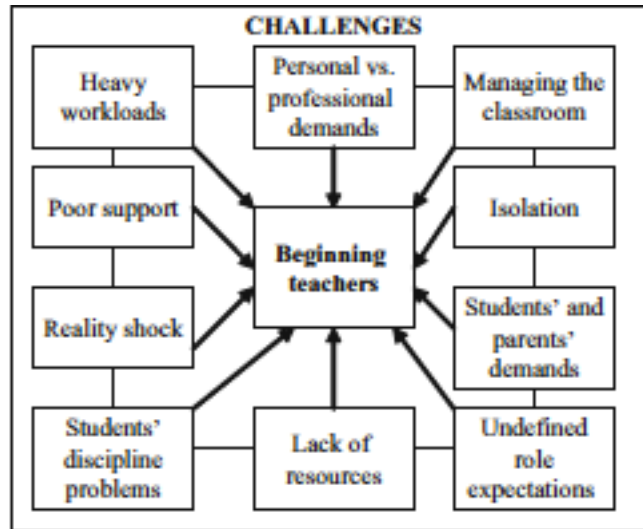 CHALLENGES
Heavy
workloads
Personal vs.
professional
demands
Managing the
classroom
Poor support
Beginning
teachers
Isolation
Reality shock
Students' and
parents'
demands
Students'
discipline
problems
Lack of
resources
Undefined
role
expectations